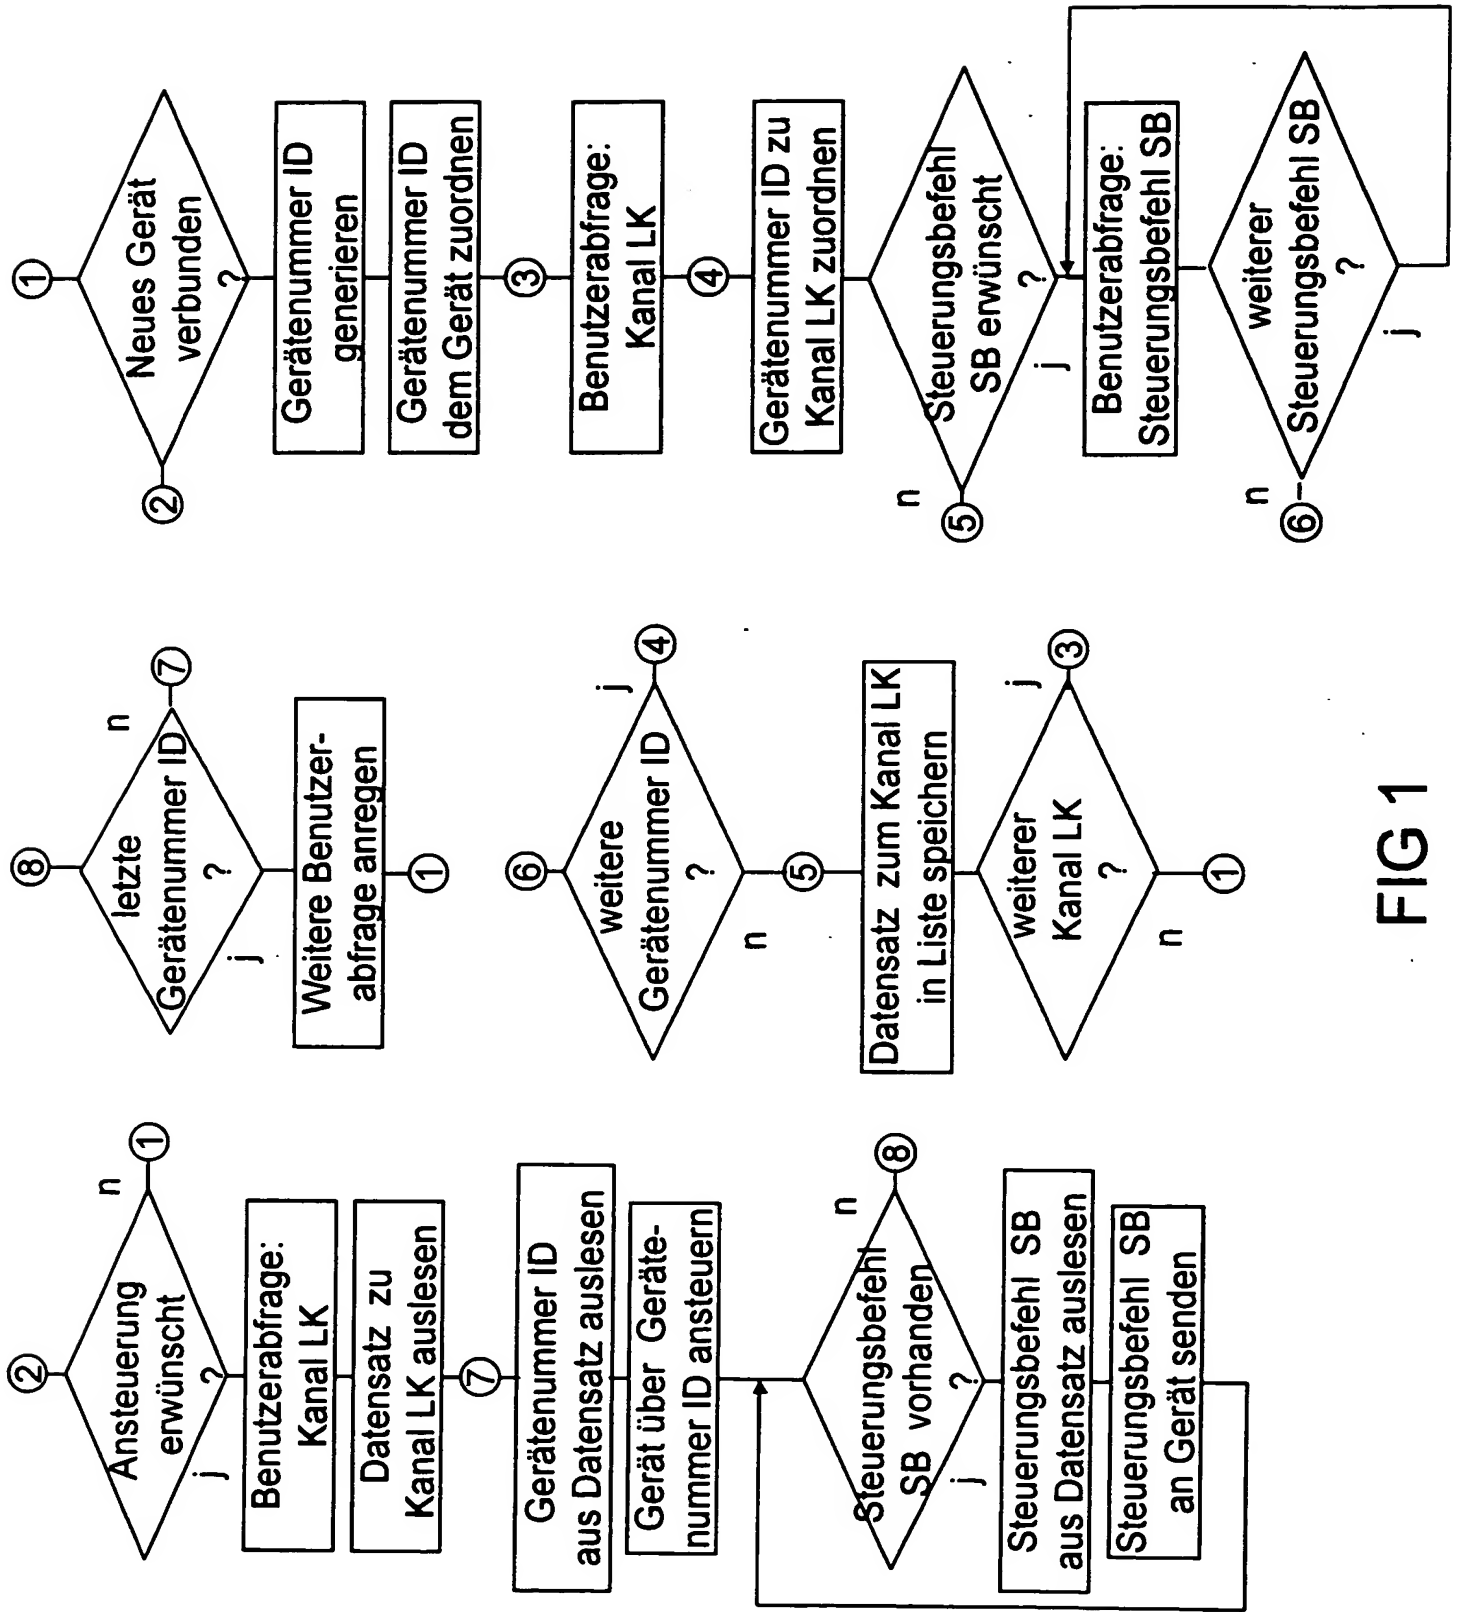 2
Ansteuerung
erwünscht
?
n
1
j
Benutzerabfrage:
Kanal LK
Datensatz zu
Kanal LK auslesen
7
Gerätenummer ID
aus Datensatz auslesen
Gerät über Geräte-
nummer ID ansteuern
n
Steuerungsbefehl
8
SB vorhanden
?
j
Steuerungsbefehl SB
aus Datensatz auslesen
Steuerungsbefehl SB
an Gerät senden
8
letzte
n
Gerätenummer ID
7
?
j
Weitere Benutzer-
abfrage anregen
1
6
weitere
j
Gerätenummer ID
4
?
n
5
Datensatz zum Kanal LK
in Liste speichern
weiterer
j
Kanal LK
3
?
n
1
1
Neues Gerät
verbunden
2
?
Gerätenummer ID
generieren
Gerätenummer ID
dem Gerät zuordnen
3
Benutzerabfrage:
Kanal LK
4
Gerätenummer ID zu
Kanal LK zuordnen
n
Steuerungsbefehl
5
SB erwünscht
?
j
Benutzerabfrage:
Steuerungsbefehl SB
n
weiterer
6
Steuerungsbefehl SB
?
j
FIG 1